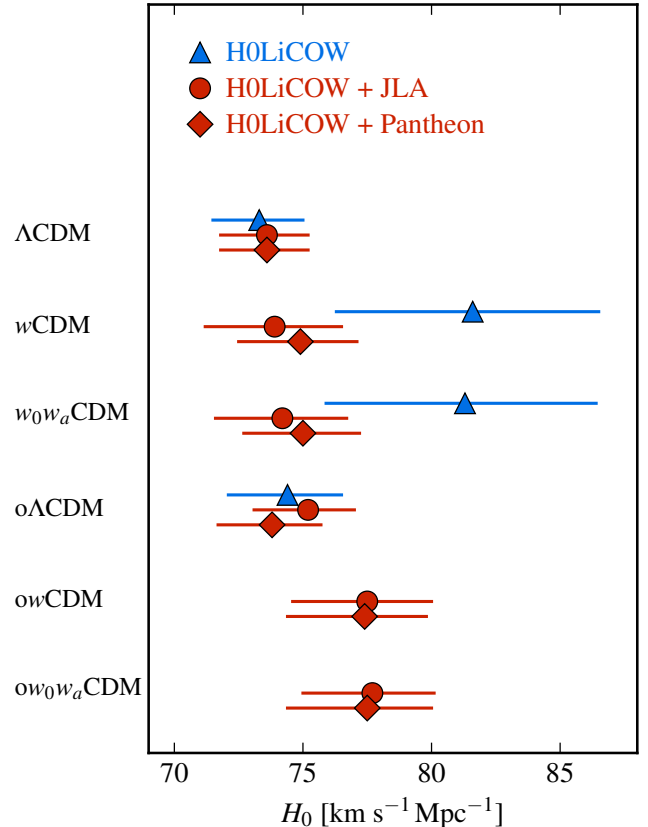 H0LiCOW
H0LiCOW + JLA
H0LiCOW + Pantheon
ΛCDM
wCDM
w₀wₐCDM
oΛCDM
owCDM
ow₀wₐCDM
70 75 80 85
H₀ [km s⁻¹ Mpc⁻¹]